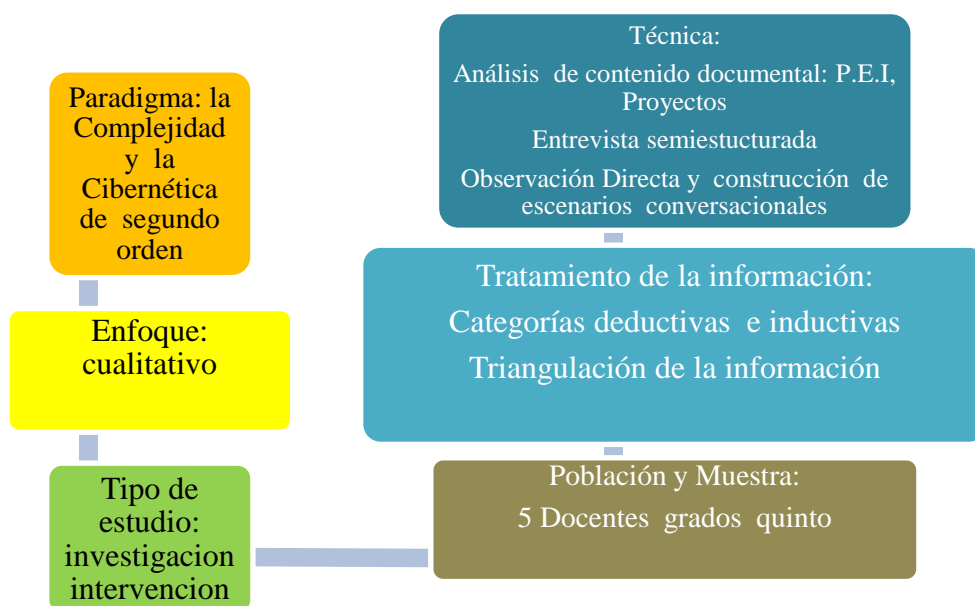 Paradigma: la
Complejidad
y la
Cibernética
de segundo
orden
Enfoque:
cualitativo
Tipo de
estudio:
investigacion
intervencion
Población y Muestra:
5 Docentes grados quinto
Tratamiento de la información:
Categorías deductivas e inductivas
Triangulación de la información
Técnica:
Análisis de contenido documental: P.E.I,
Proyectos
Entrevista semiestucturada
Observación Directa y construcción de
escenarios conversacionales